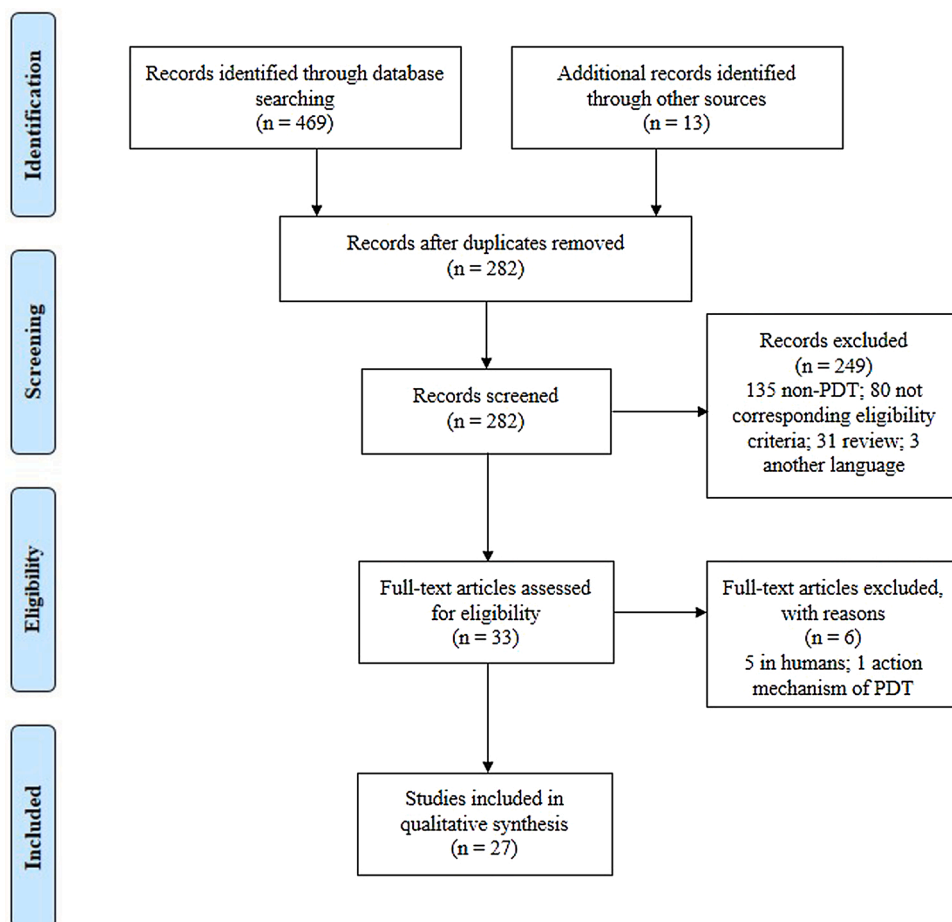 Identification
Records identified through database
searching
(n = 469)
Additional records identified
through other sources
(n = 13)
Records after duplicates removed
(n = 282)
Screening
Records screened
(n = 282)
Records excluded
(n = 249)
135 non-PDT; 80 not
corresponding eligibility
criteria; 31 review; 3
another language
Eligibility
Full-text articles assessed
for eligibility
(n = 33)
Full-text articles excluded,
with reasons
(n = 6)
5 in humans; 1 action
mechanism of PDT
Included
Studies included in
qualitative synthesis
(n = 27)